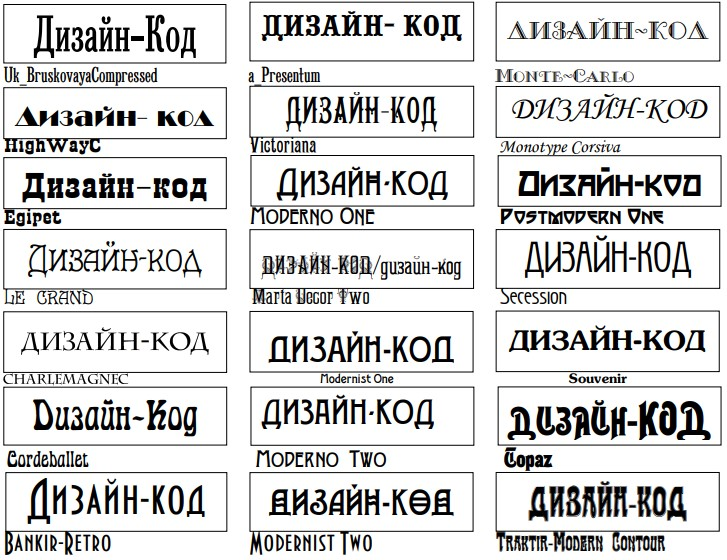 Дизайн-Код
Uk_BruskovayaCompressed
ДИЗАЙН- КОД
a_Presentum
ДИЗАЙН~КОД
MONTE~CARLO
Дизайн- код
HighWayC
ДИЗАЙН-КОД
Victoriana
ДИЗАЙН-КОД
Monotype Corsiva
Дизайн-код
Egipet
ДИЗАЙН-КОД
MODERNO ONE
ДИЗАЙН-КОД
POSTMODERN ONE
ДИЗАЙН-КОД
LE GRAND
ДИЗАЙН-КОД/дизайн-код
Marta Decor Two
ДИЗАЙН-КОД
Secession
ДИЗАЙН-КОД
CHARLEMAGNEC
ДИЗАЙН-КОД
Modernist One
ДИЗАЙН-КОД
Souvenir
Дизайн-Код
Cordeballet
ДИЗАЙН-КОД
MODERNO TWO
ДИЗАЙН-КОД
Topaz
ДИЗАЙН-КОД
BANKIR-RETRO
ДИЗАЙН-КОД
MODERNIST TWO
ДИЗАЙН-КОД
TRAKTIR-MODERN CONTOUR